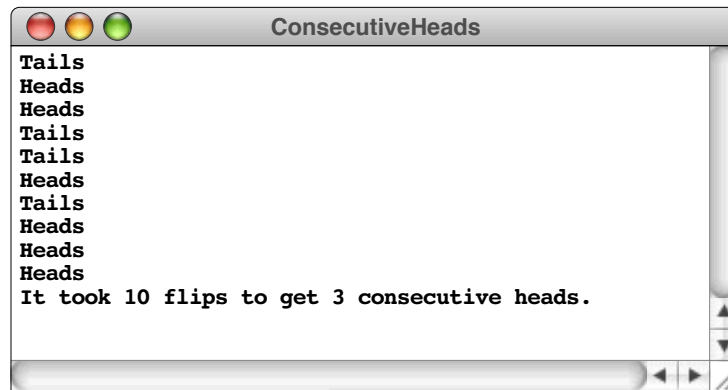 ConsecutiveHeads
Tails
Heads
Heads
Tails
Tails
Heads
Tails
Heads
Heads
Heads
It took 10 flips to get 3 consecutive heads.